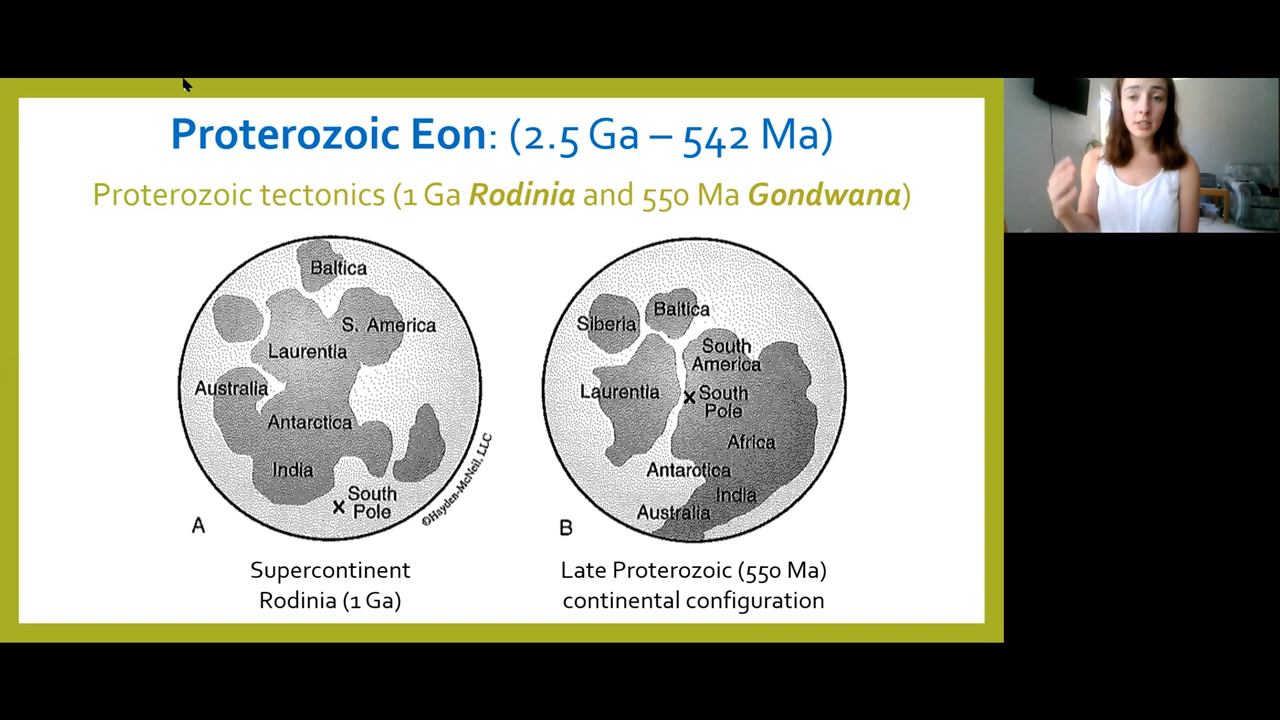 Proterozoic Eon: (2.5 Ga – 542 Ma)
Proterozoic tectonics (1 Ga Rodinia and 550 Ma Gondwana)
Baltica
S. America
Laurentia
Australia
Antarctica
India
South
Pole
A
©Hayden-McNeil, LLC
Supercontinent
Rodinia (1 Ga)
Siberia
Baltica
South
America
Laurentia
South
Pole
Africa
Antarctica
India
Australia
B
Late Proterozoic (550 Ma)
continental configuration